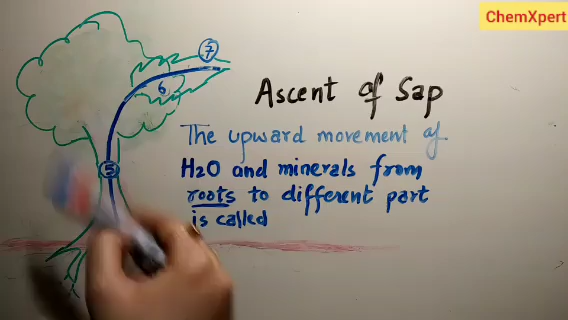 ChemXpert
7
6
5
Ascent of Sap
The upward movement of
H2O and minerals from
roots to different part
is called